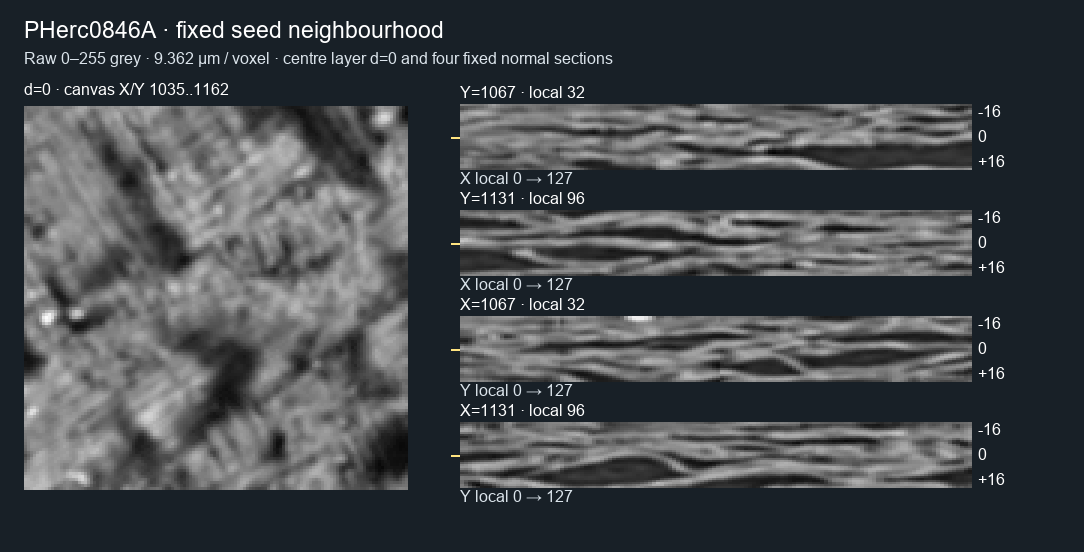 PHerc0846A · fixed seed neighbourhood
Raw 0–255 grey · 9.362 µm / voxel · centre layer d=0 and four fixed normal sections
d=0 · canvas X/Y 1035..1162
Y=1067 · local 32
-16
0
+16
X local 0 → 127
Y=1131 · local 96
-16
0
+16
X local 0 → 127
X=1067 · local 32
-16
0
+16
Y local 0 → 127
X=1131 · local 96
-16
0
+16
Y local 0 → 127